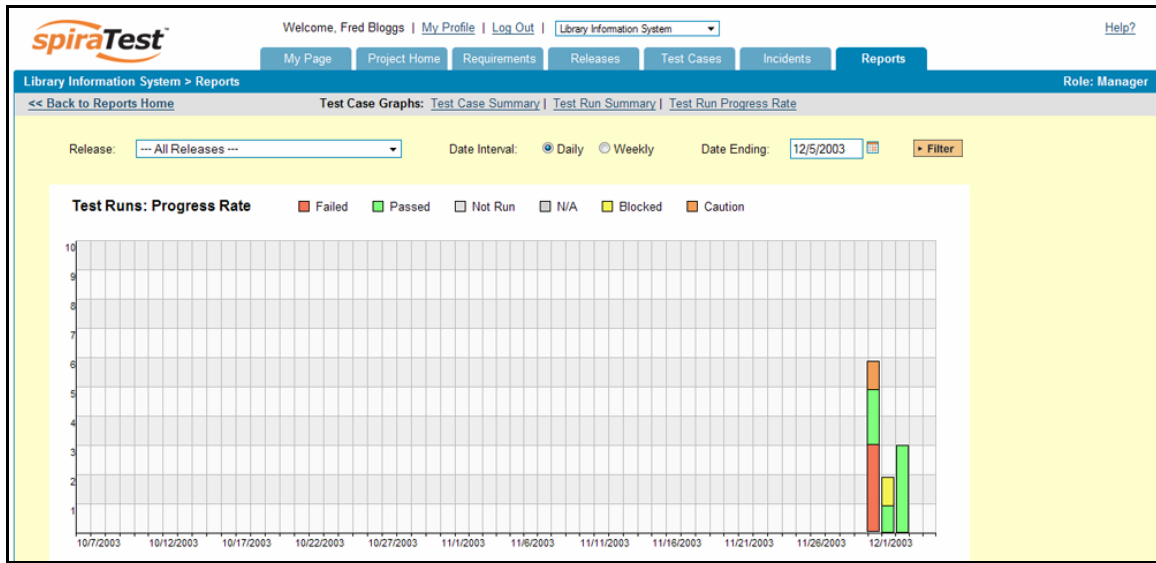 spiraTest™
Welcome, Fred Bloggs | My Profile | Log Out | Library Information System Help?
My Page Project Home Requirements Releases Test Cases Incidents Reports
Library Information System > Reports Role: Manager
<< Back to Reports Home Test Case Graphs: Test Case Summary | Test Run Summary | Test Run Progress Rate
Release: --- All Releases --- Date Interval: Daily Weekly Date Ending: 12/5/2003 Filter
Test Runs: Progress Rate Failed Passed Not Run N/A Blocked Caution
10
9
8
7
6
5
4
3
2
1
10/7/2003 10/12/2003 10/17/2003 10/22/2003 10/27/2003 11/1/2003 11/6/2003 11/11/2003 11/16/2003 11/21/2003 11/26/2003 12/1/2003